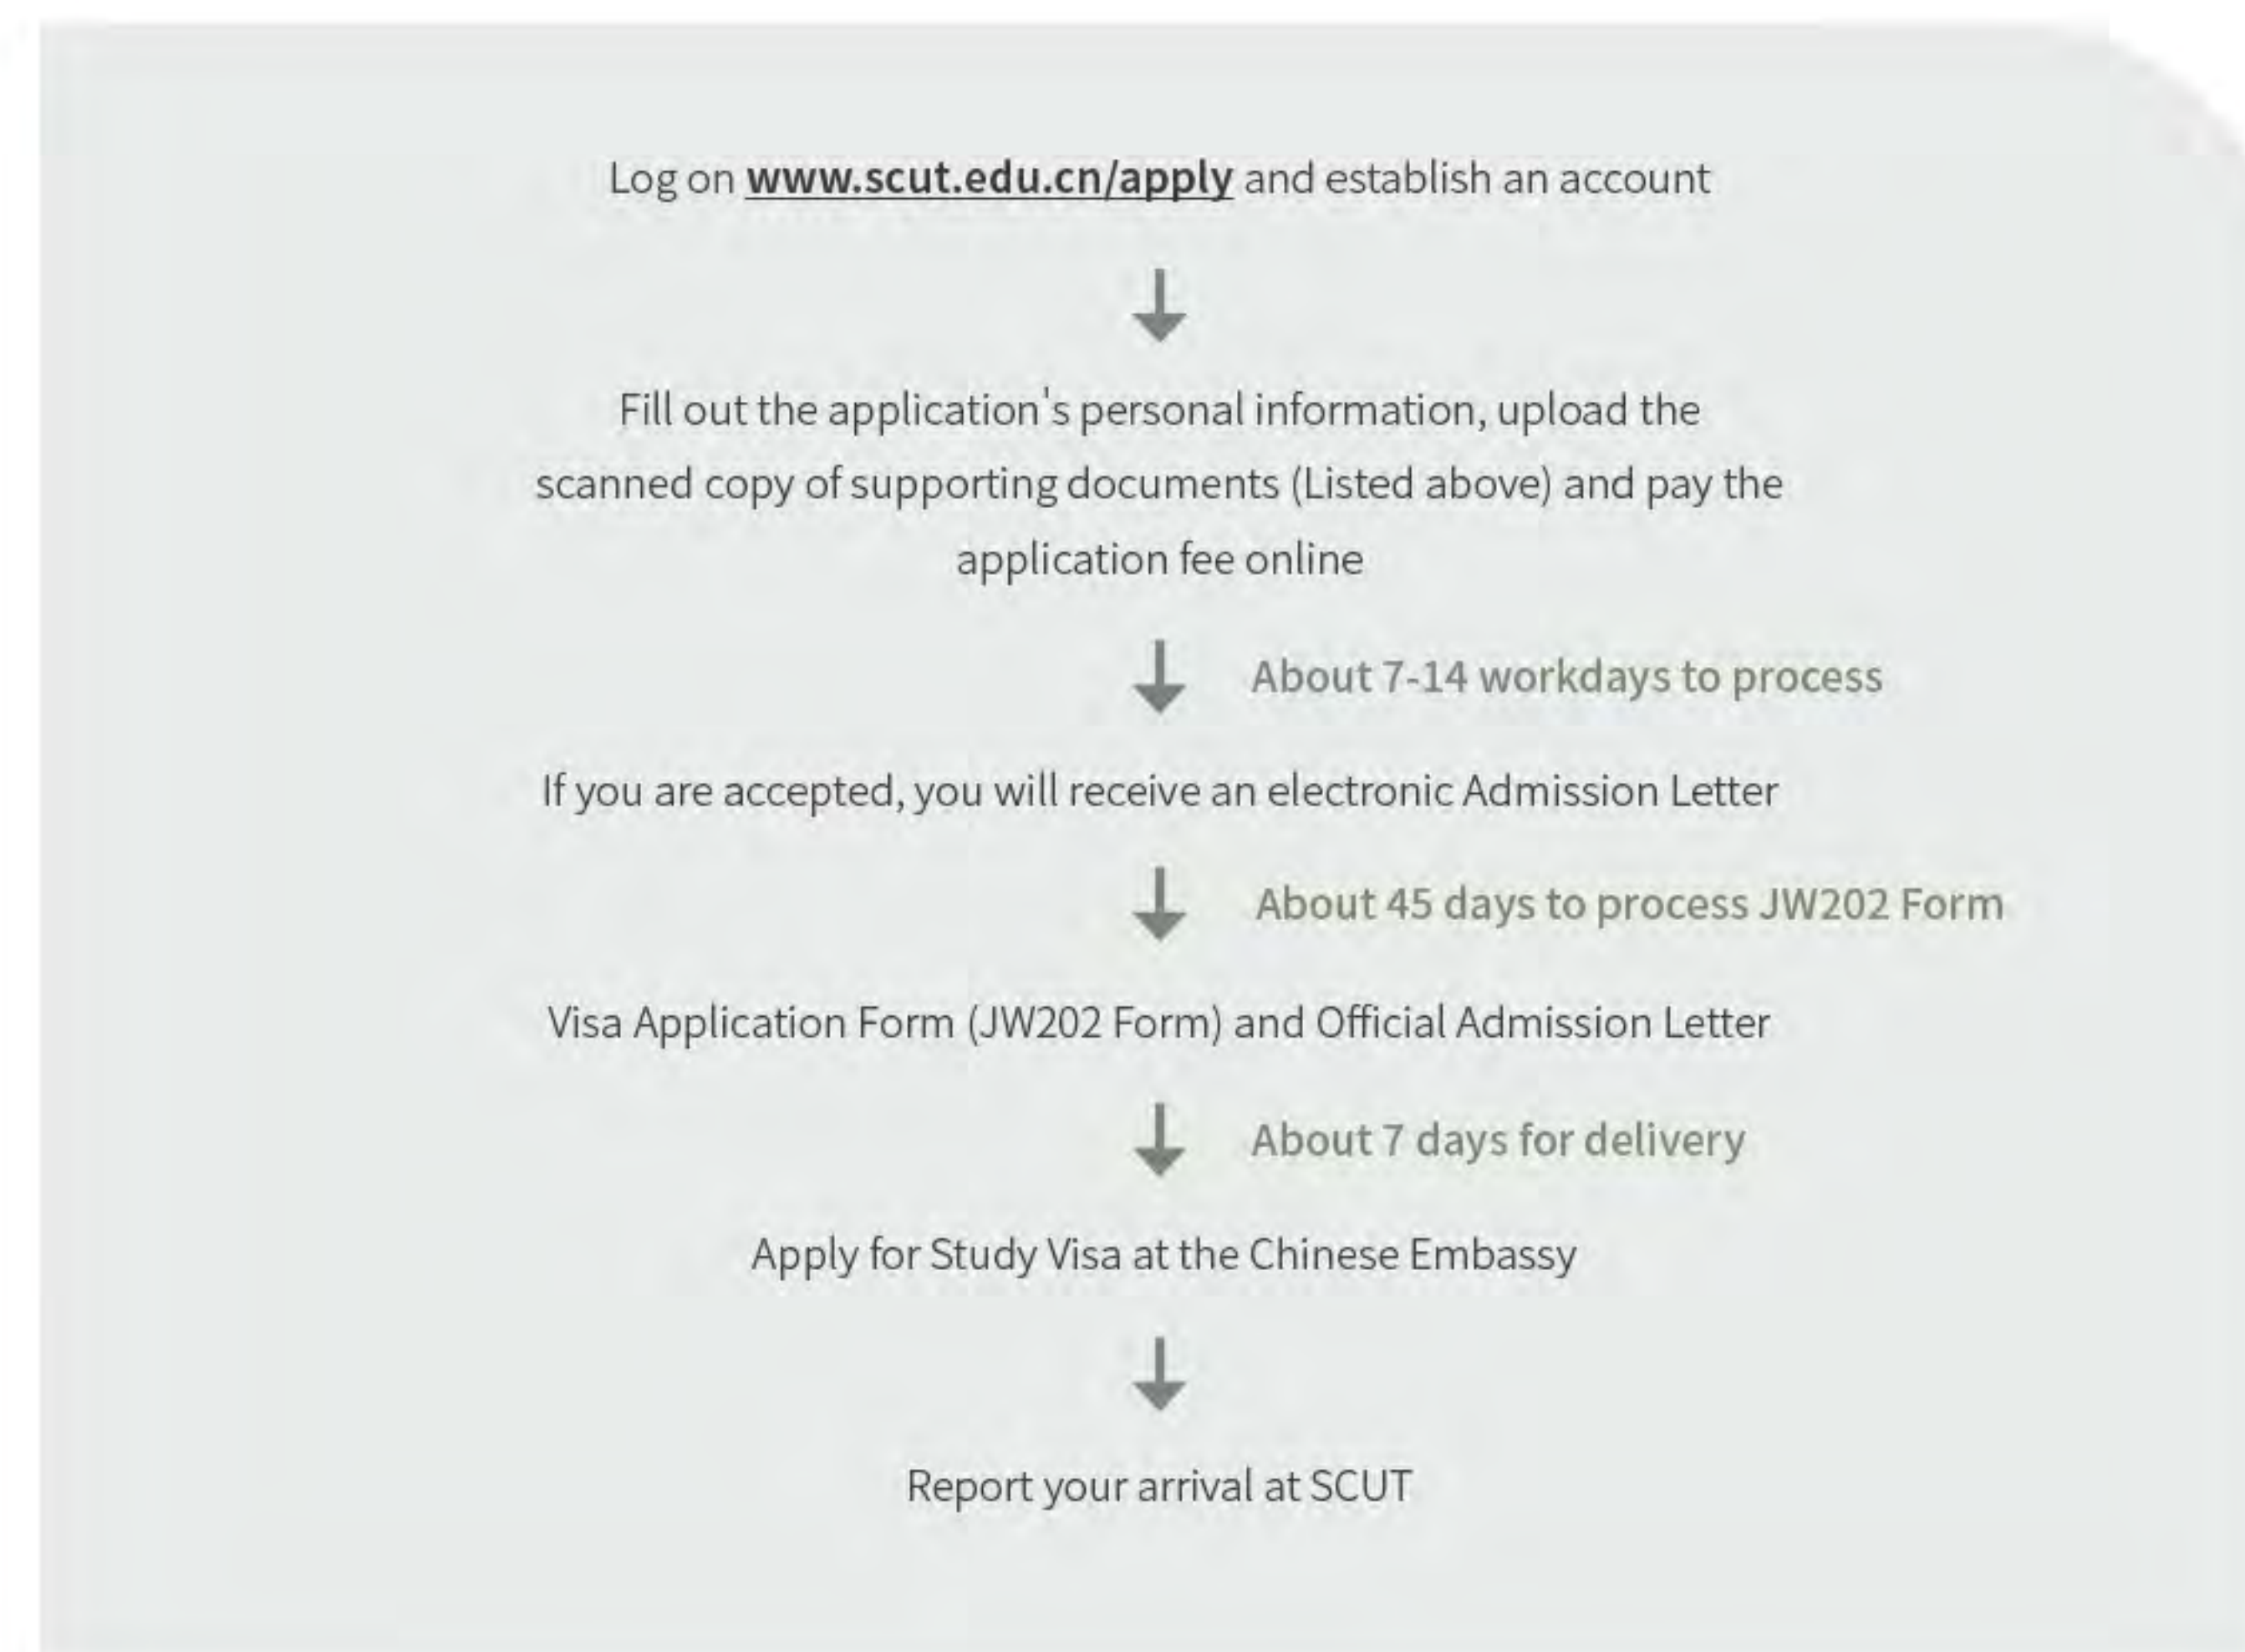 Log on www.scut.edu.cn/apply and establish an account
Fill out the application's personal information, upload the
scanned copy of supporting documents (Listed above) and pay the
application fee online
About 7-14 workdays to process
If you are accepted, you will receive an electronic Admission Letter
About 45 days to process JW202 Form
Visa Application Form (JW202 Form) and Official Admission Letter
About 7 days for delivery
Apply for Study Visa at the Chinese Embassy
Report your arrival at SCUT